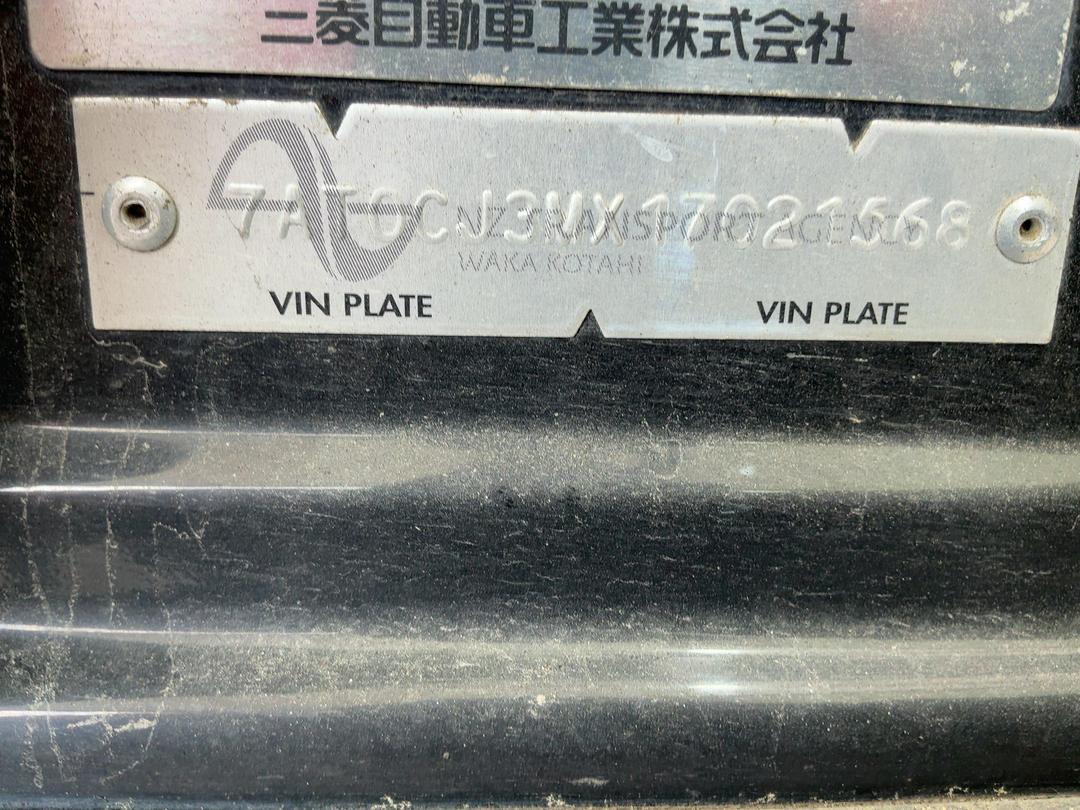 三菱自動車工業株式会社
NZ TRANSPORT AGENCY
WAKA KOTAHI
VIN PLATE VIN PLATE